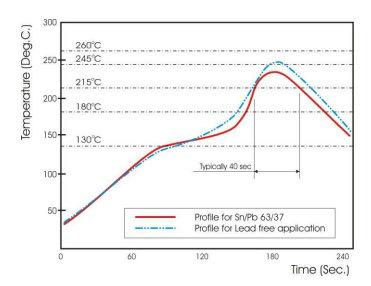 Temperature (Deg.C.)
300
260°C
250
245°C
215°C
200
180°C
150
130°C
100
50
Typically 40 sec
Profile for Sn/Pb 63/37
Profile for Lead free application
0
60
120
180
240
Time (Sec.)